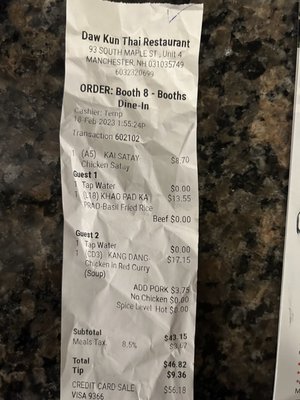 Daw Kun Thai Restaurant
93 SOUTH MAPLE ST, Unit 4
MANCHESTER, NH 031035749
6032320699
ORDER: Booth 8 - Booths
Dine-In
Cashier: Temp
18-Feb-2023 1:55:24p
Transaction 602102
1 (A5) KAI SATAY $8.70
Chicken Satay
Guest 1
1 Tap Water $0.00
1 (L18) KHAO PAD KA $13.55
PRAO-Basil Fried Rice
Beef $0.00
Guest 2
1 Tap Water $0.00
1 (CD3) KANG DANG $17.15
Chicken in Red Curry
(Soup)
ADD PORK $3.75
No Chicken $0.00
Spice Level Hot $0.00
Subtotal $43.15
Meals Tax 8.5% $3.67
Total $46.82
Tip $9.36
CREDIT CARD SALE $56.18
VISA 9366